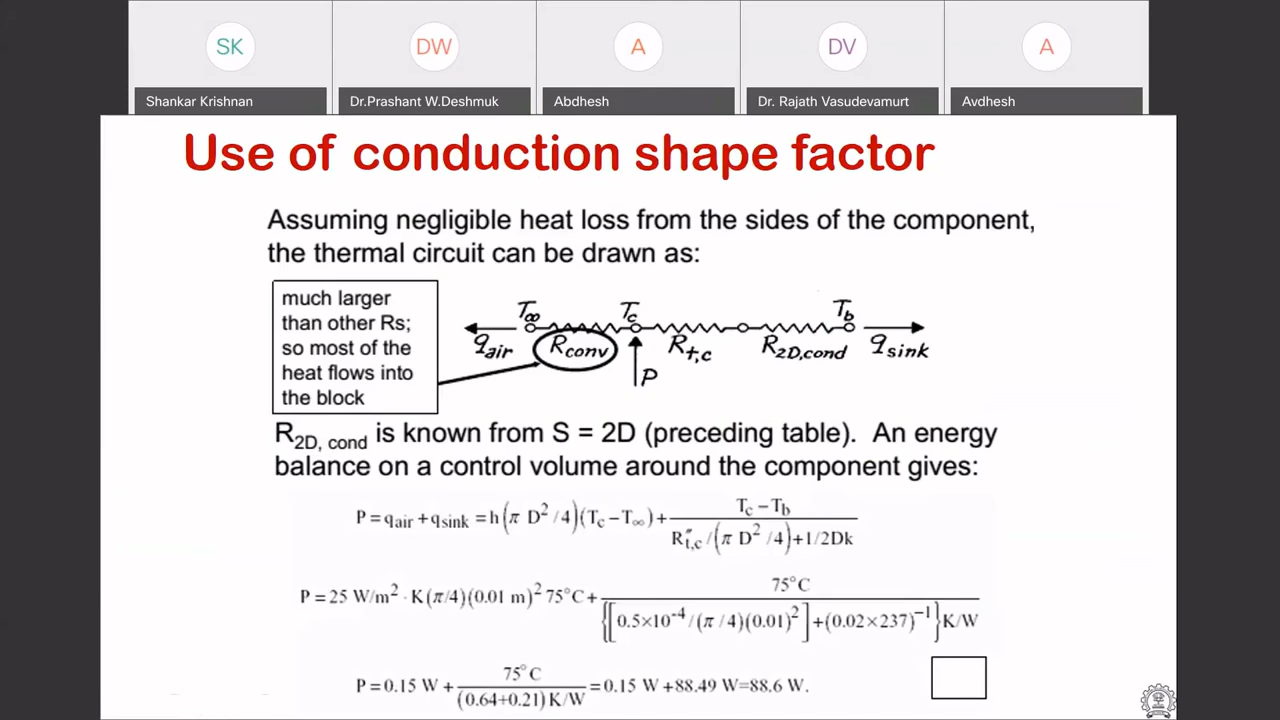 SK DW A DV A
Shankar Krishnan Dr.Prashant W.Deshmuk Abdhesh Dr. Rajath Vasudevamurt Avdhesh
Use of conduction shape factor
Assuming negligible heat loss from the sides of the component,
the thermal circuit can be drawn as:
much larger
than other Rs;
so most of the
heat flows into
the block
T∞ Tc Tb
qair Rconv Rt,c R2D,cond qsink
P
R2D, cond is known from S = 2D (preceding table). An energy
balance on a control volume around the component gives:
P = qair + qsink = h(π D²/4)(Tc − T∞) + (Tc − Tb) / (R″t,c/(π D²/4)+1/2Dk)
P = 25 W/m² · K(π/4)(0.01 m)² 75°C + 75°C / {[0.5×10⁻⁴/(π/4)(0.01)²]+(0.02×237)⁻¹}K/W
P = 0.15 W + 75°C / (0.64+0.21) K/W = 0.15 W +88.49 W=88.6 W.